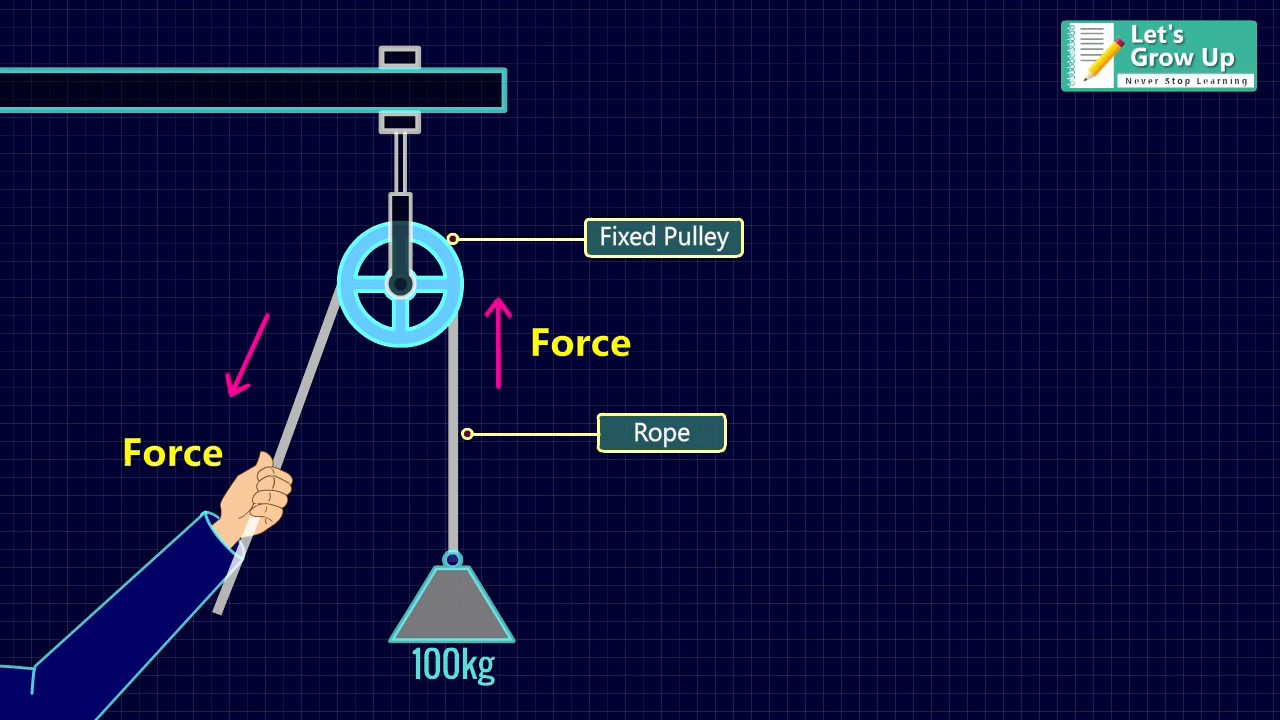 Let's
Grow Up
Never Stop Learning
Fixed Pulley
Force
Rope
Force
100kg